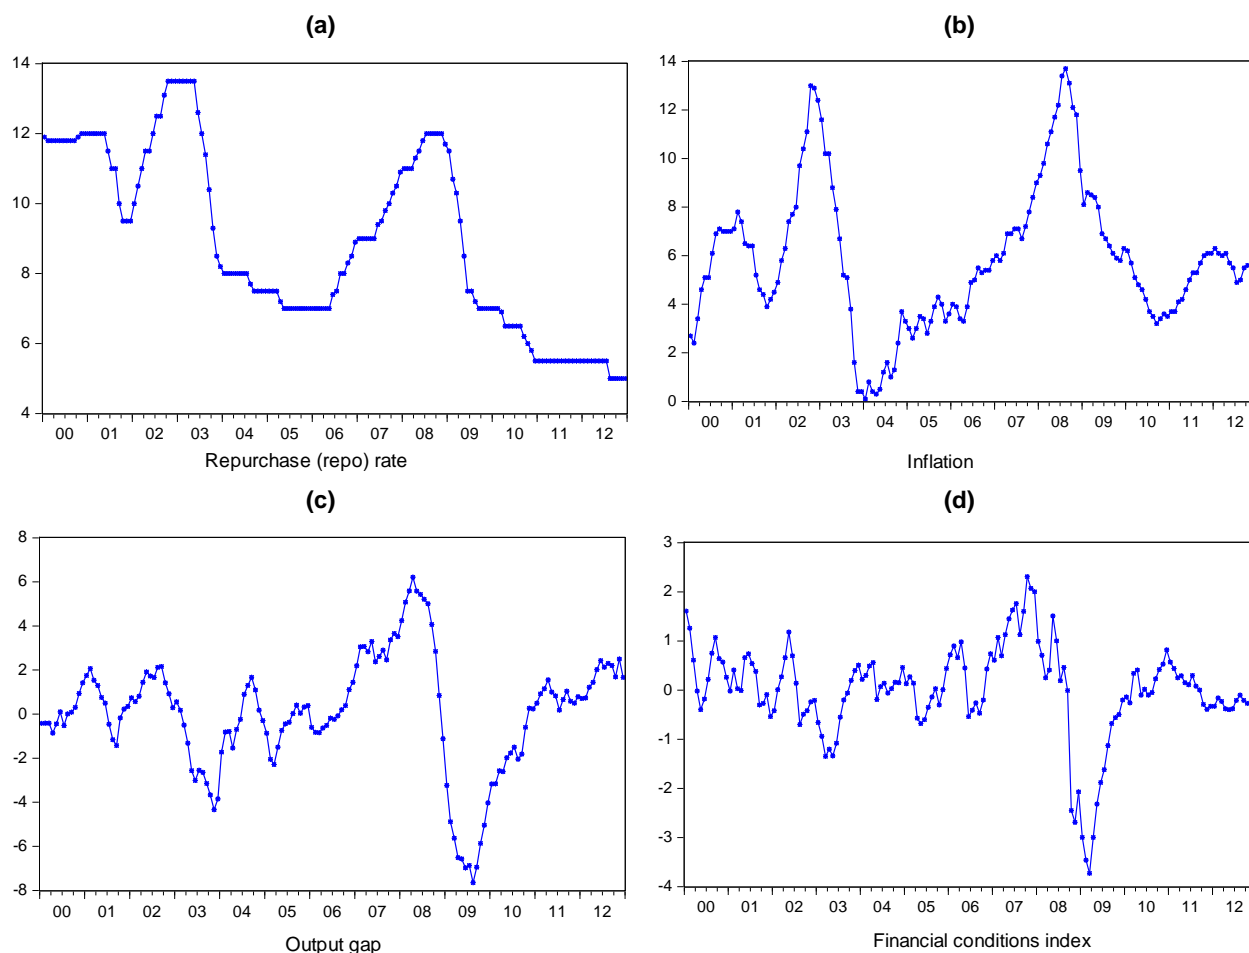 (a)
14
12
10
8
6
4
00 01 02 03 04 05 06 07 08 09 10 11 12
Repurchase (repo) rate
(b)
14
12
10
8
6
4
2
0
00 01 02 03 04 05 06 07 08 09 10 11 12
Inflation
(c)
8
6
4
2
0
-2
-4
-6
-8
00 01 02 03 04 05 06 07 08 09 10 11 12
Output gap
(d)
3
2
1
0
-1
-2
-3
-4
00 01 02 03 04 05 06 07 08 09 10 11 12
Financial conditions index